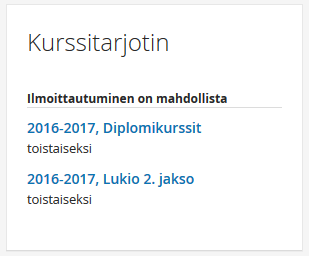 Kurssitarjotin
Ilmoittautuminen on mahdollista
2016-2017, Diplomikurssit
toistaiseksi
2016-2017, Lukio 2. jakso
toistaiseksi